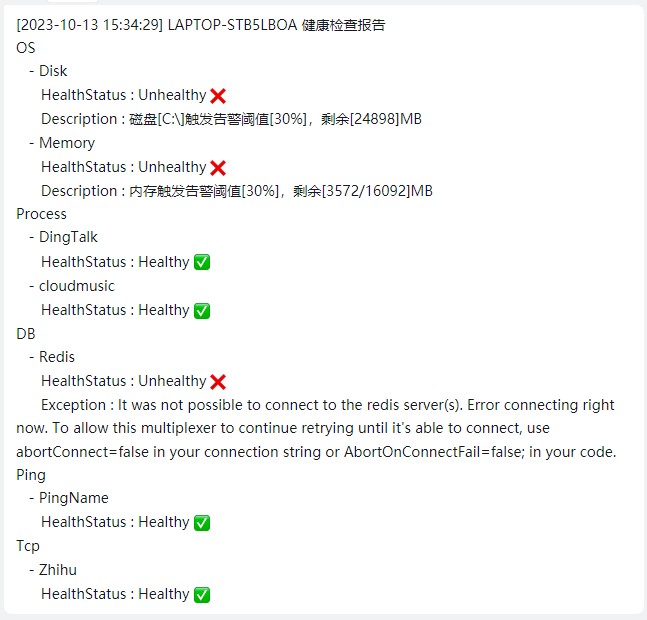 [2023-10-13 15:34:29] LAPTOP-STB5LBOA 健康检查报告
OS
- Disk
HealthStatus : Unhealthy ❌
Description : 磁盘[C:\]触发告警阈值[30%]，剩余[24898]MB
- Memory
HealthStatus : Unhealthy ❌
Description : 内存触发告警阈值[30%]，剩余[3572/16092]MB
Process
- DingTalk
HealthStatus : Healthy ✅
- cloudmusic
HealthStatus : Healthy ✅
DB
- Redis
HealthStatus : Unhealthy ❌
Exception : It was not possible to connect to the redis server(s). Error connecting right
now. To allow this multiplexer to continue retrying until it's able to connect, use
abortConnect=false in your connection string or AbortOnConnectFail=false; in your code.
Ping
- PingName
HealthStatus : Healthy ✅
Tcp
- Zhihu
HealthStatus : Healthy ✅